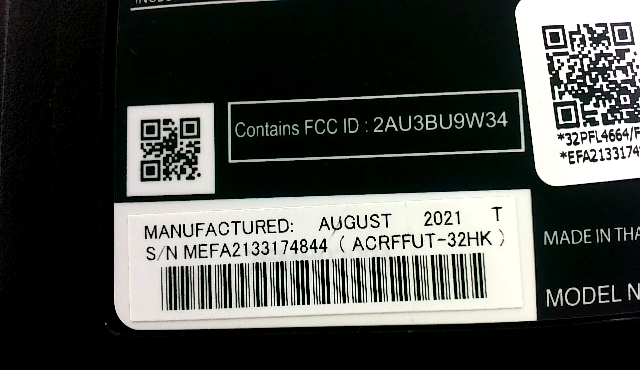 Contains FCC ID : 2AU3BU9W34
*32PFL4664/F
*EFA2133174
MANUFACTURED: AUGUST 2021 T
S/N MEFA2133174844 ( ACRFFUT-32HK )
MADE IN THA
MODEL N